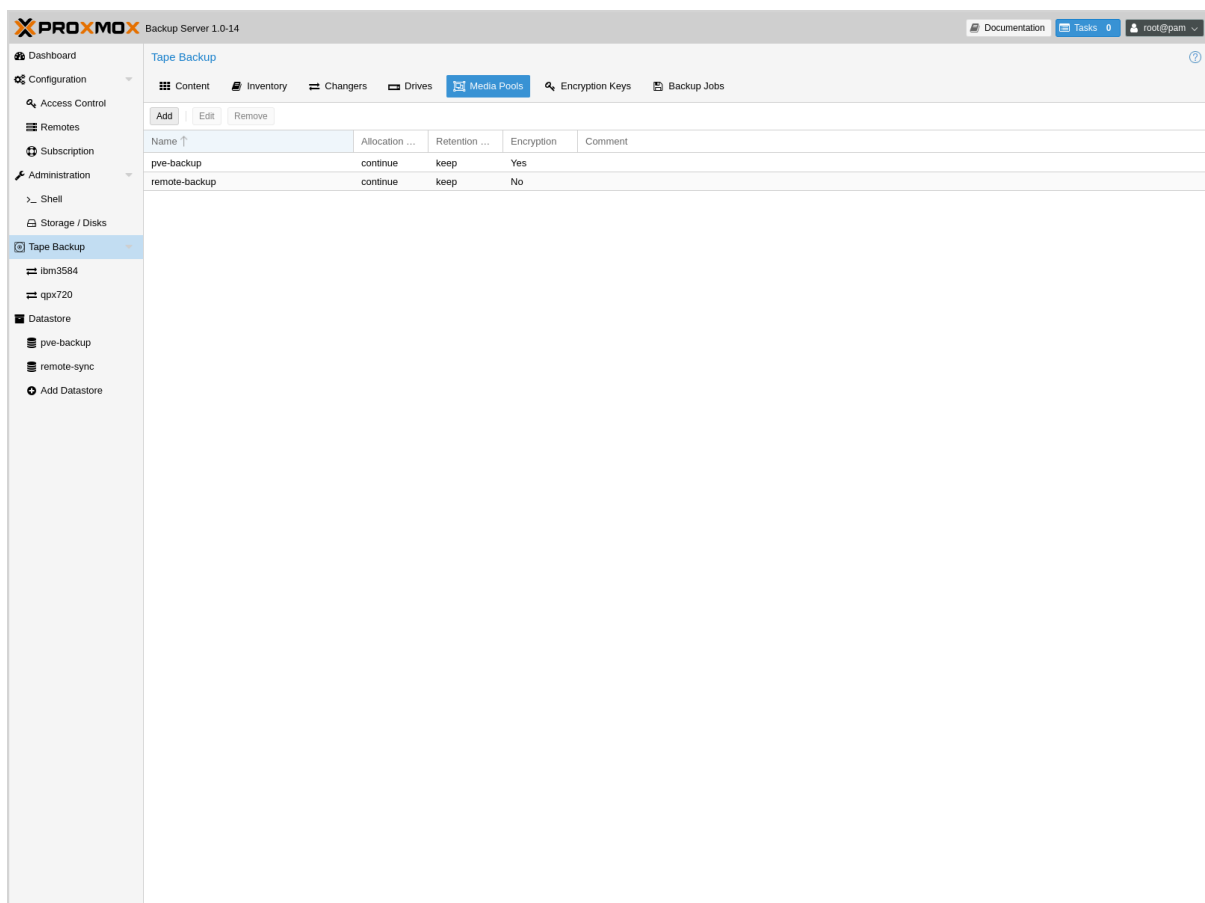 PROXMOX Backup Server 1.0-14 Documentation Tasks 0 root@pam
Dashboard
Configuration
Access Control
Remotes
Subscription
Administration
>_ Shell
Storage / Disks
Tape Backup
ibm3584
qpx720
Datastore
pve-backup
remote-sync
Add Datastore
Tape Backup ?
Content Inventory Changers Drives Media Pools Encryption Keys Backup Jobs
Add Edit Remove
Name ↑ Allocation ... Retention ... Encryption Comment
pve-backup continue keep Yes
remote-backup continue keep No